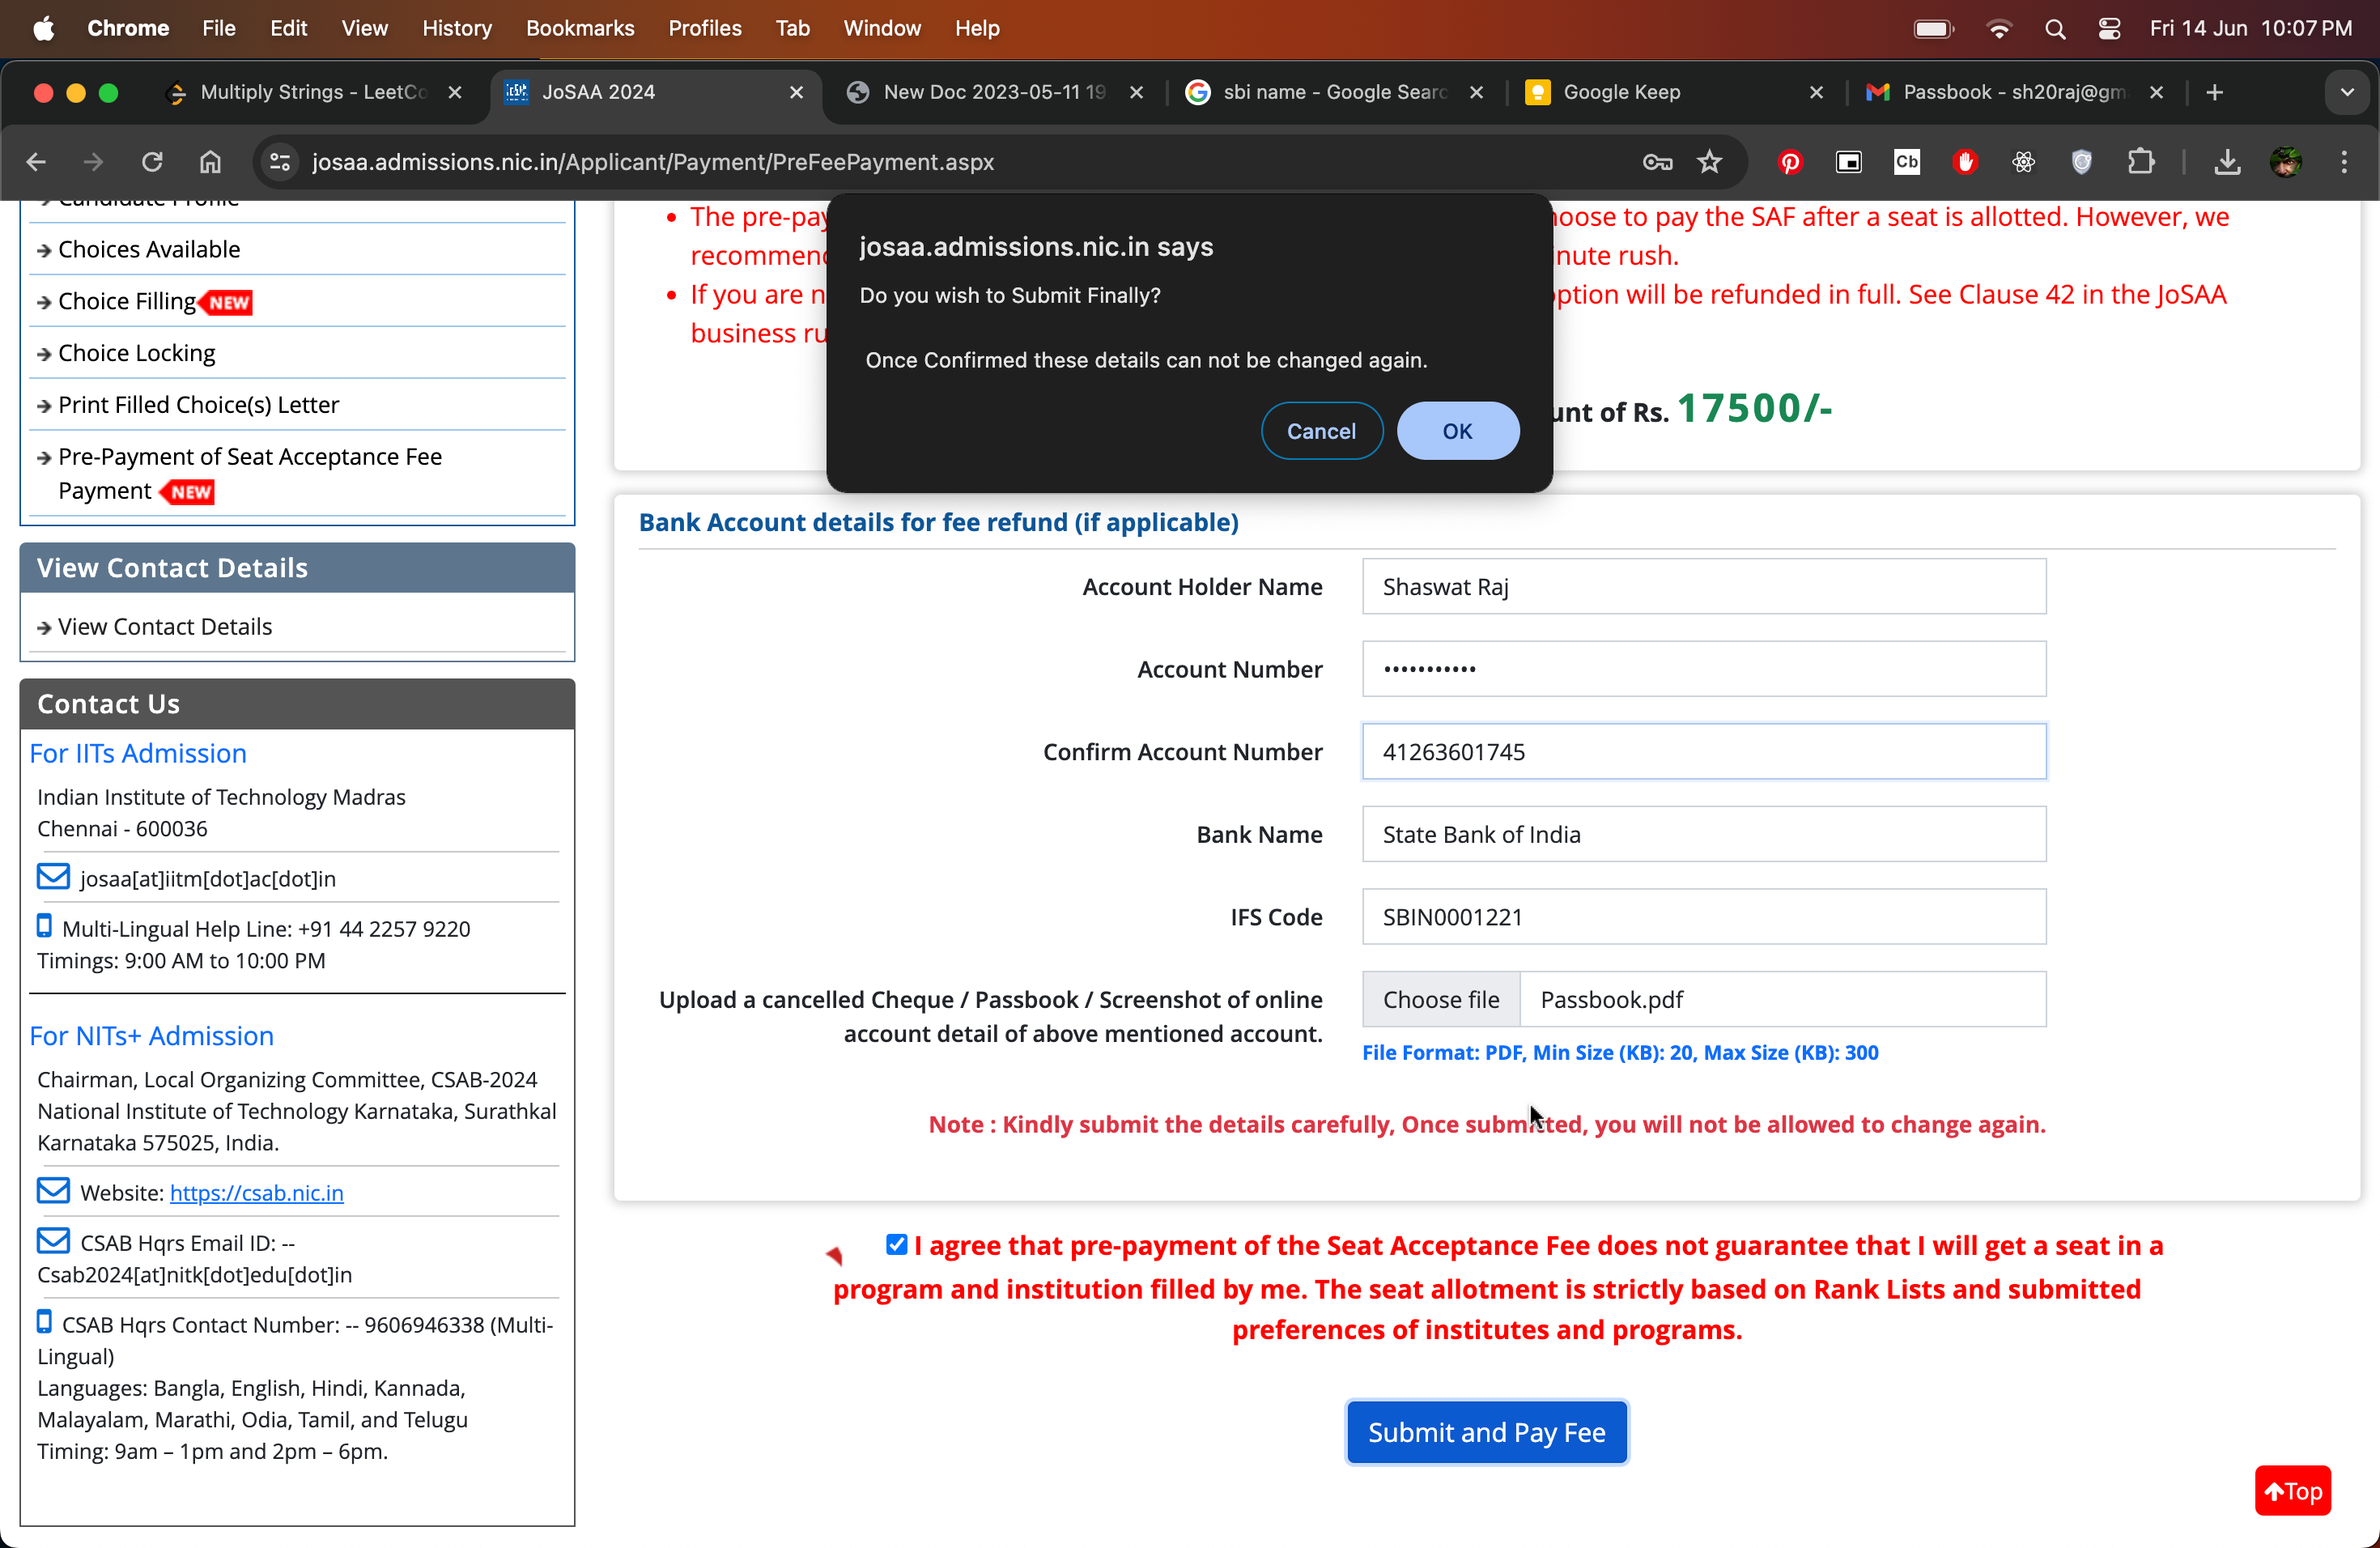 Chrome File Edit View History Bookmarks Profiles Tab Window Help Fri 14 Jun 10:07 PM
Multiply Strings - LeetCo JoSAA 2024 New Doc 2023-05-11 19 sbi name - Google Searc Google Keep Passbook - sh20raj@gm
josaa.admissions.nic.in/Applicant/Payment/PreFeePayment.aspx Cb
Candidate Profile
Choices Available
Choice Filling NEW
Choice Locking
Print Filled Choice(s) Letter
Pre-Payment of Seat Acceptance Fee
Payment NEW
View Contact Details
View Contact Details
Contact Us
For IITs Admission
Indian Institute of Technology Madras
Chennai - 600036
josaa[at]iitm[dot]ac[dot]in
Multi-Lingual Help Line: +91 44 2257 9220
Timings: 9:00 AM to 10:00 PM
For NITs+ Admission
Chairman, Local Organizing Committee, CSAB-2024
National Institute of Technology Karnataka, Surathkal
Karnataka 575025, India.
Website: https://csab.nic.in
CSAB Hqrs Email ID: --
Csab2024[at]nitk[dot]edu[dot]in
CSAB Hqrs Contact Number: -- 9606946338 (Multi-
Lingual)
Languages: Bangla, English, Hindi, Kannada,
Malayalam, Marathi, Odia, Tamil, and Telugu
Timing: 9am – 1pm and 2pm – 6pm.
josaa.admissions.nic.in says
Do you wish to Submit Finally?
Once Confirmed these details can not be changed again.
Cancel OK
The pre-pay oose to pay the SAF after a seat is allotted. However, we
recommen nute rush.
If you are n ption will be refunded in full. See Clause 42 in the JoSAA
business ru
unt of Rs. 17500/-
Bank Account details for fee refund (if applicable)
Account Holder Name Shaswat Raj
Account Number •••••••••••
Confirm Account Number 41263601745
Bank Name State Bank of India
IFS Code SBIN0001221
Upload a cancelled Cheque / Passbook / Screenshot of online Choose file Passbook.pdf
account detail of above mentioned account.
File Format: PDF, Min Size (KB): 20, Max Size (KB): 300
Note : Kindly submit the details carefully, Once submitted, you will not be allowed to change again.
I agree that pre-payment of the Seat Acceptance Fee does not guarantee that I will get a seat in a
program and institution filled by me. The seat allotment is strictly based on Rank Lists and submitted
preferences of institutes and programs.
Submit and Pay Fee
Top